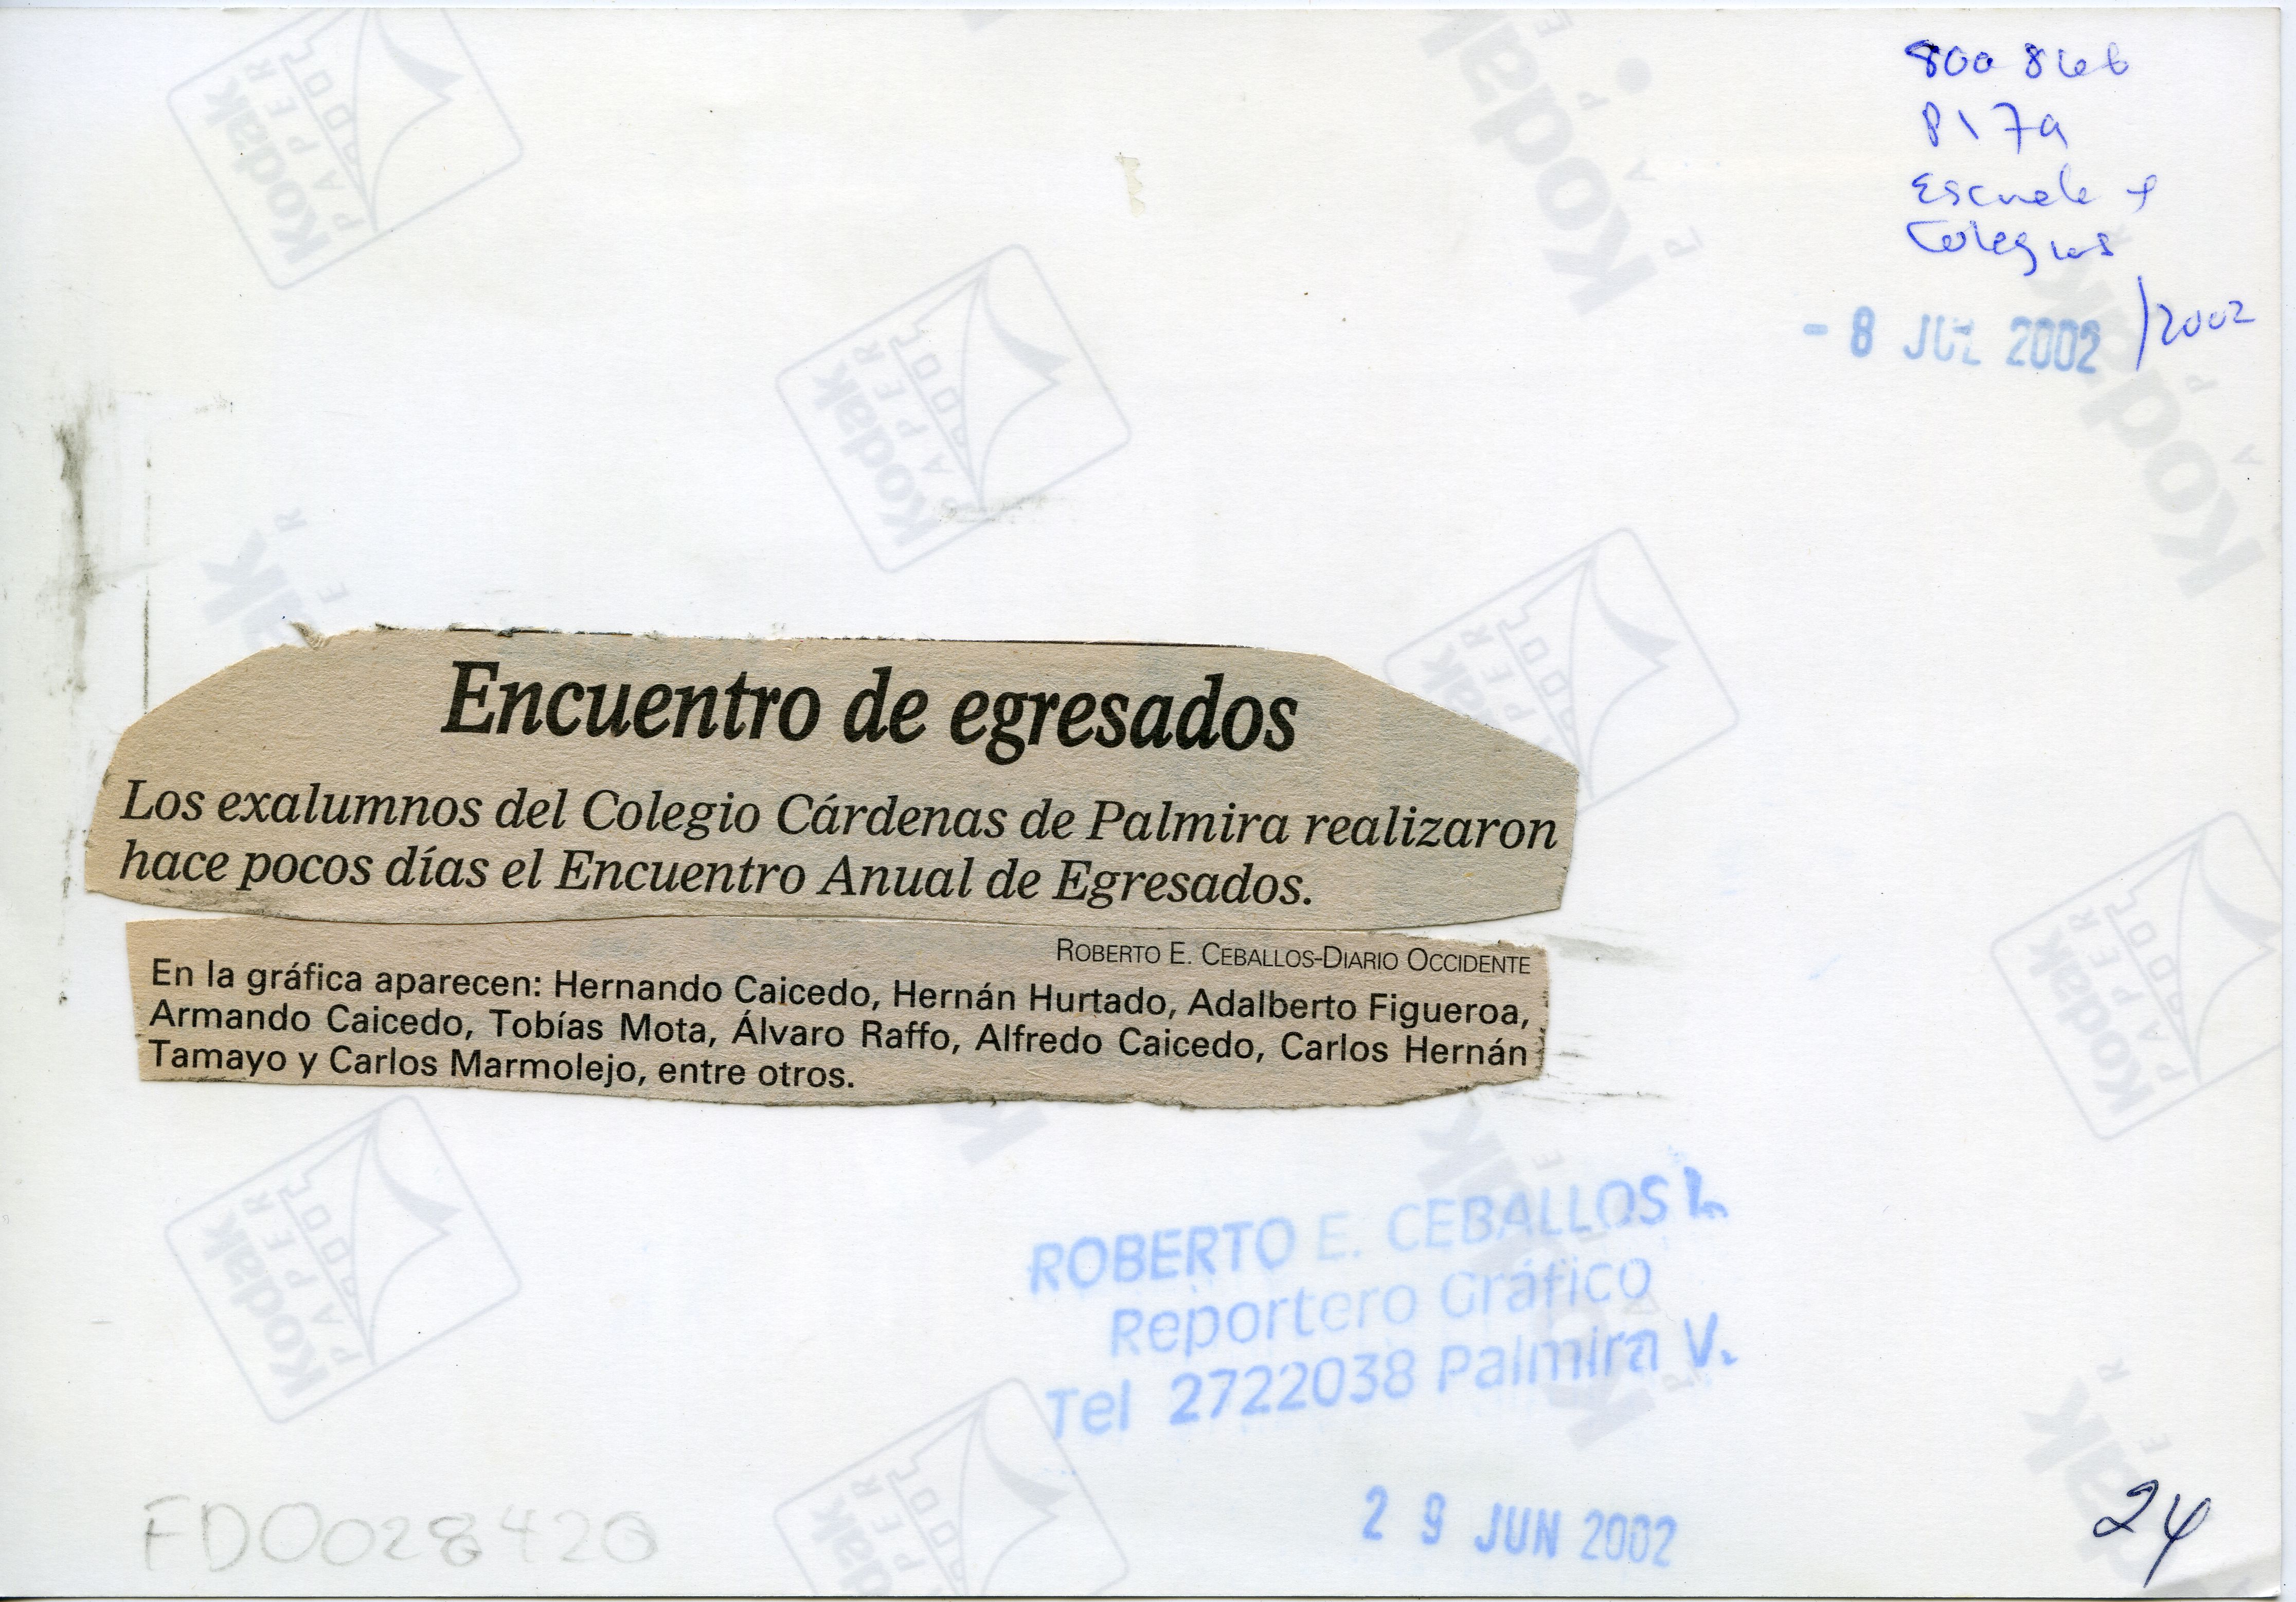 P17a
Escuela y
Colegios
- 8 JUL 2002 /2002
Encuentro de egresados
Los exalumnos del Colegio Cárdenas de Palmira realizaron
hace pocos días el Encuentro Anual de Egresados.
ROBERTO E. CEBALLOS-DIARIO OCCIDENTE
En la gráfica aparecen: Hernando Caicedo, Hernán Hurtado, Adalberto Figueroa,
Armando Caicedo, Tobías Mota, Álvaro Raffo, Alfredo Caicedo, Carlos Hernán
Tamayo y Carlos Marmolejo, entre otros.
ROBERTO E. CEBALLOS L.
Reportero Gráfico
Tel 2722038 Palmira V.
29 JUN 2002
24
FD0028420
Kodak
PAPER